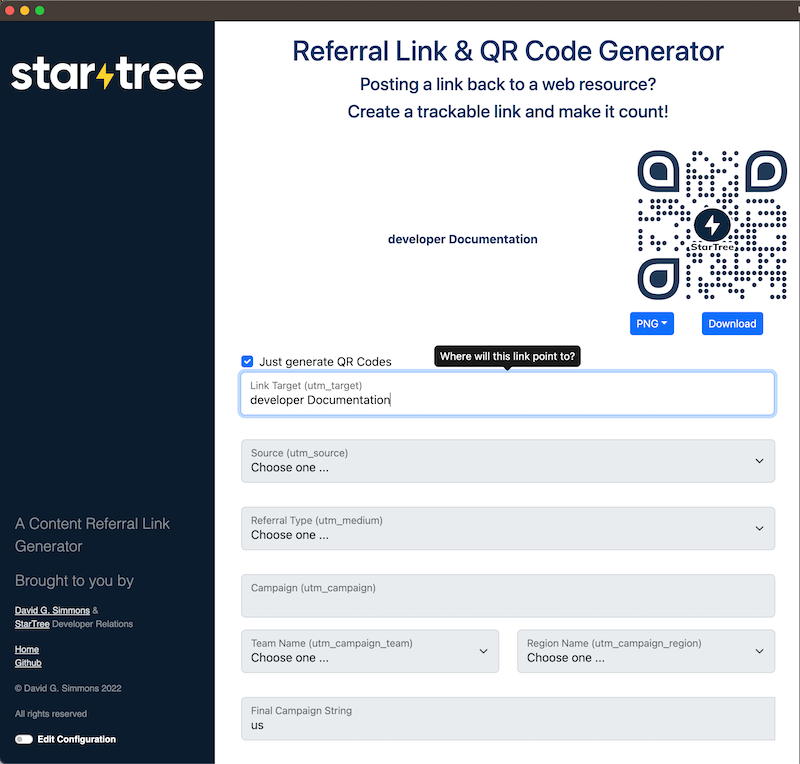 star tree
Referral Link & QR Code Generator
Posting a link back to a web resource?
Create a trackable link and make it count!
developer Documentation
StarTree
PNG
Download
Just generate QR Codes
Where will this link point to?
Link Target (utm_target)
developer Documentation
Source (utm_source)
Choose one ...
Referral Type (utm_medium)
Choose one ...
Campaign (utm_campaign)
Team Name (utm_campaign_team)
Choose one ...
Region Name (utm_campaign_region)
Choose one ...
Final Campaign String
us
A Content Referral Link
Generator
Brought to you by
David G. Simmons &
StarTree Developer Relations
Home
Github
© David G. Simmons 2022
All rights reserved
Edit Configuration